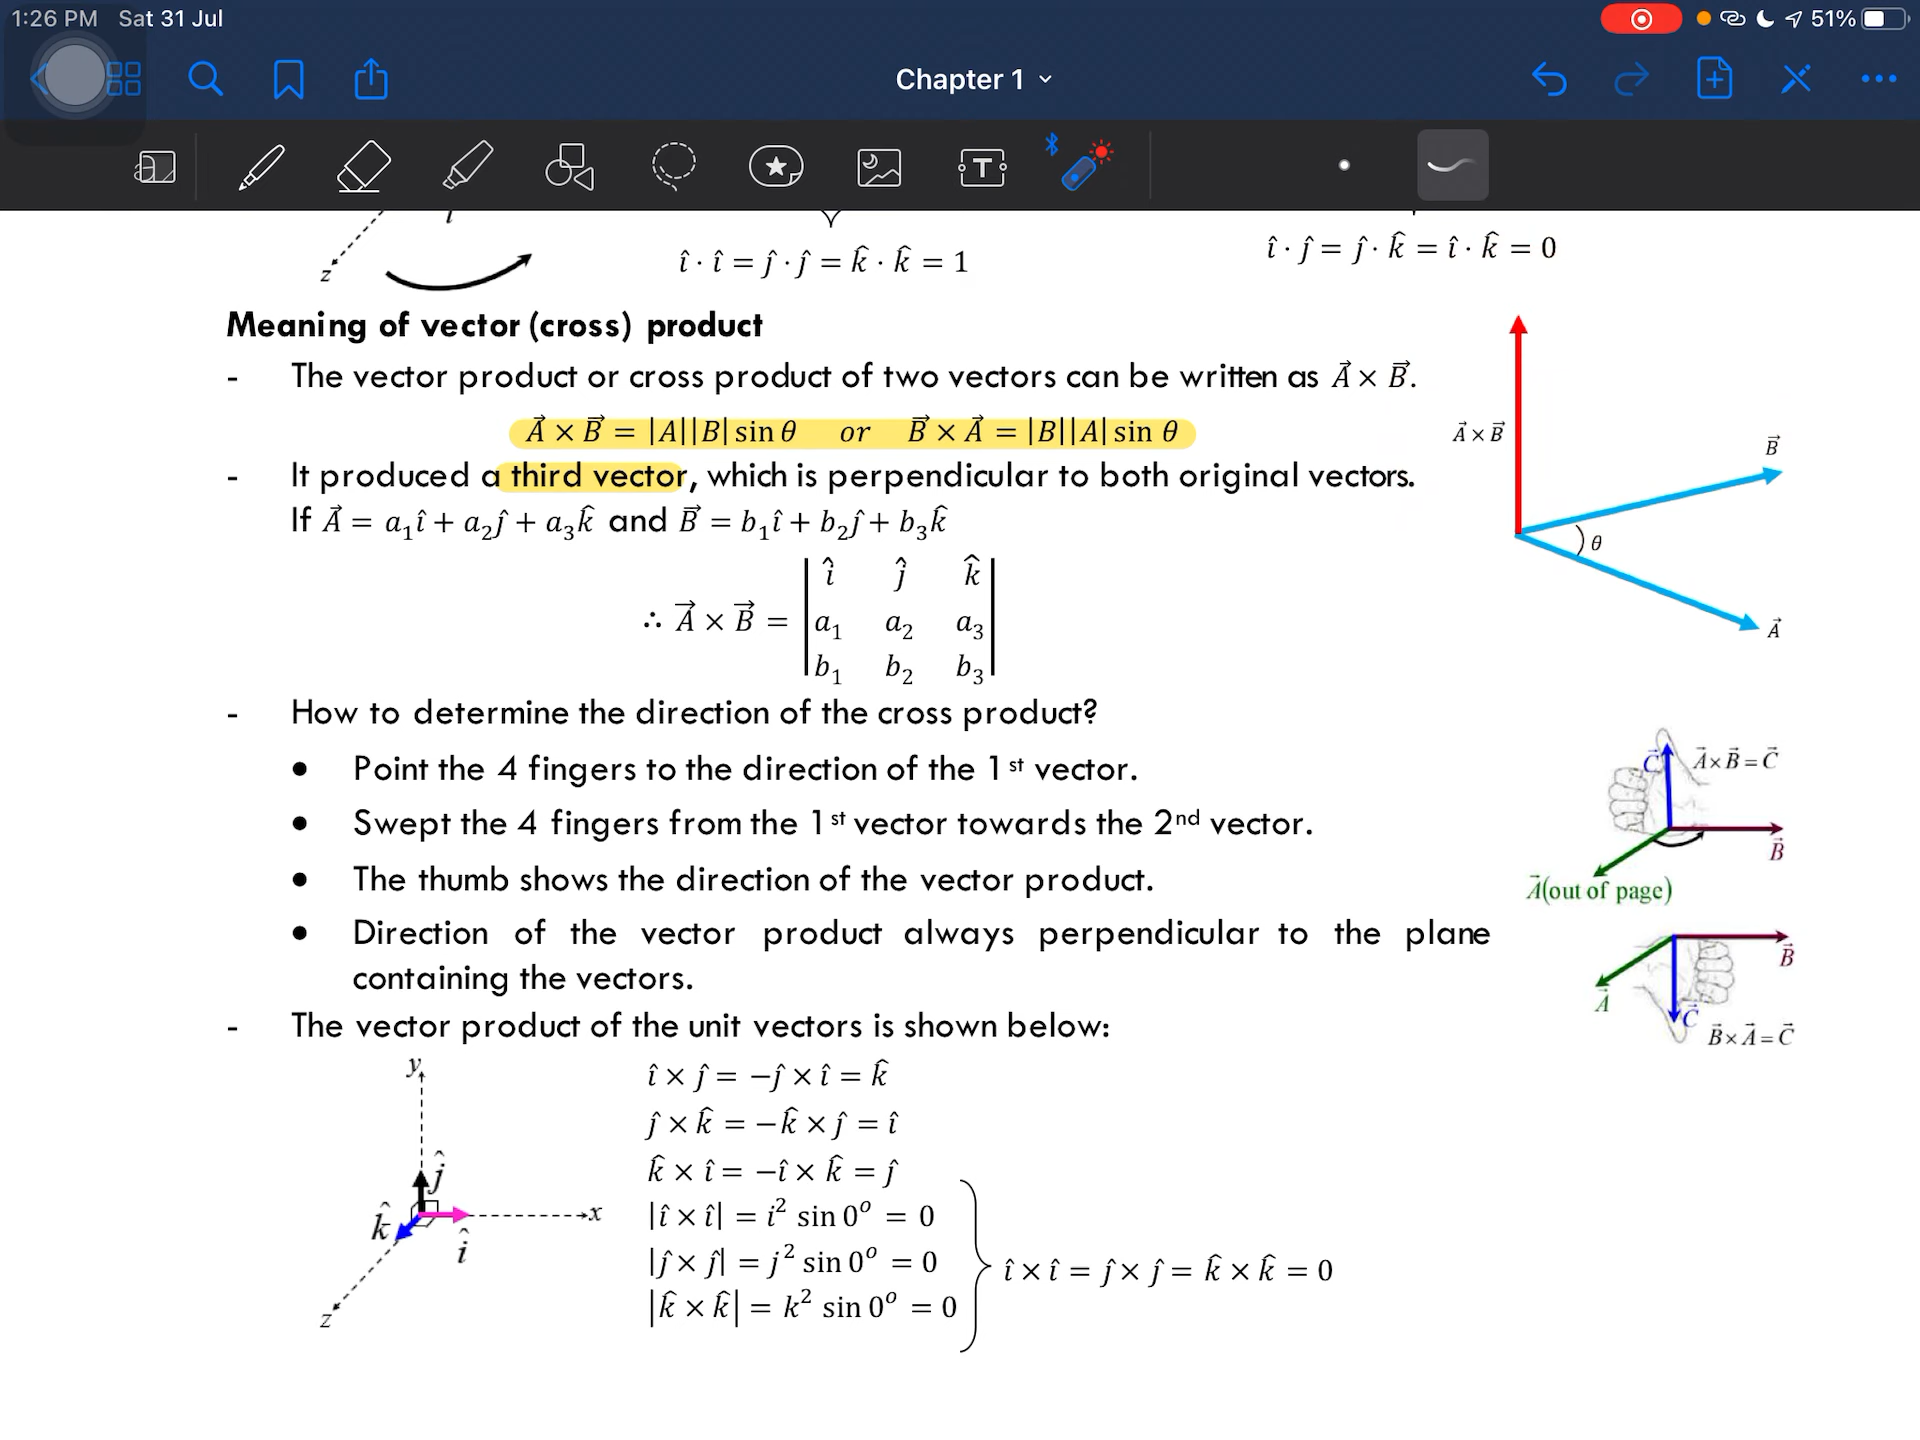 1:26 PM Sat 31 Jul
51%
Chapter 1
î · î = ĵ · ĵ = k̂ · k̂ = 1
î · ĵ = ĵ · k̂ = î · k̂ = 0
z
Meaning of vector (cross) product
- The vector product or cross product of two vectors can be written as A⃗ × B⃗.
A⃗ × B⃗ = |A||B| sin θ or B⃗ × A⃗ = |B||A| sin θ
- It produced a third vector, which is perpendicular to both original vectors.
If A⃗ = a₁î + a₂ĵ + a₃k̂ and B⃗ = b₁î + b₂ĵ + b₃k̂
î ĵ k̂
∴ A⃗ × B⃗ = | a₁ a₂ a₃ |
b₁ b₂ b₃
A⃗ × B⃗
B⃗
θ
A⃗
- How to determine the direction of the cross product?
• Point the 4 fingers to the direction of the 1st vector.
• Swept the 4 fingers from the 1st vector towards the 2nd vector.
• The thumb shows the direction of the vector product.
• Direction of the vector product always perpendicular to the plane
containing the vectors.
C⃗ A⃗ × B⃗ = C⃗
B⃗
A⃗(out of page)
B⃗
A⃗
C⃗
B⃗ × A⃗ = C⃗
- The vector product of the unit vectors is shown below:
y
ĵ
k̂
î
x
z
î × ĵ = −ĵ × î = k̂
ĵ × k̂ = −k̂ × ĵ = î
k̂ × î = −î × k̂ = ĵ
|î × î| = i² sin 0° = 0
|ĵ × ĵ| = j² sin 0° = 0
|k̂ × k̂| = k² sin 0° = 0
î × î = ĵ × ĵ = k̂ × k̂ = 0